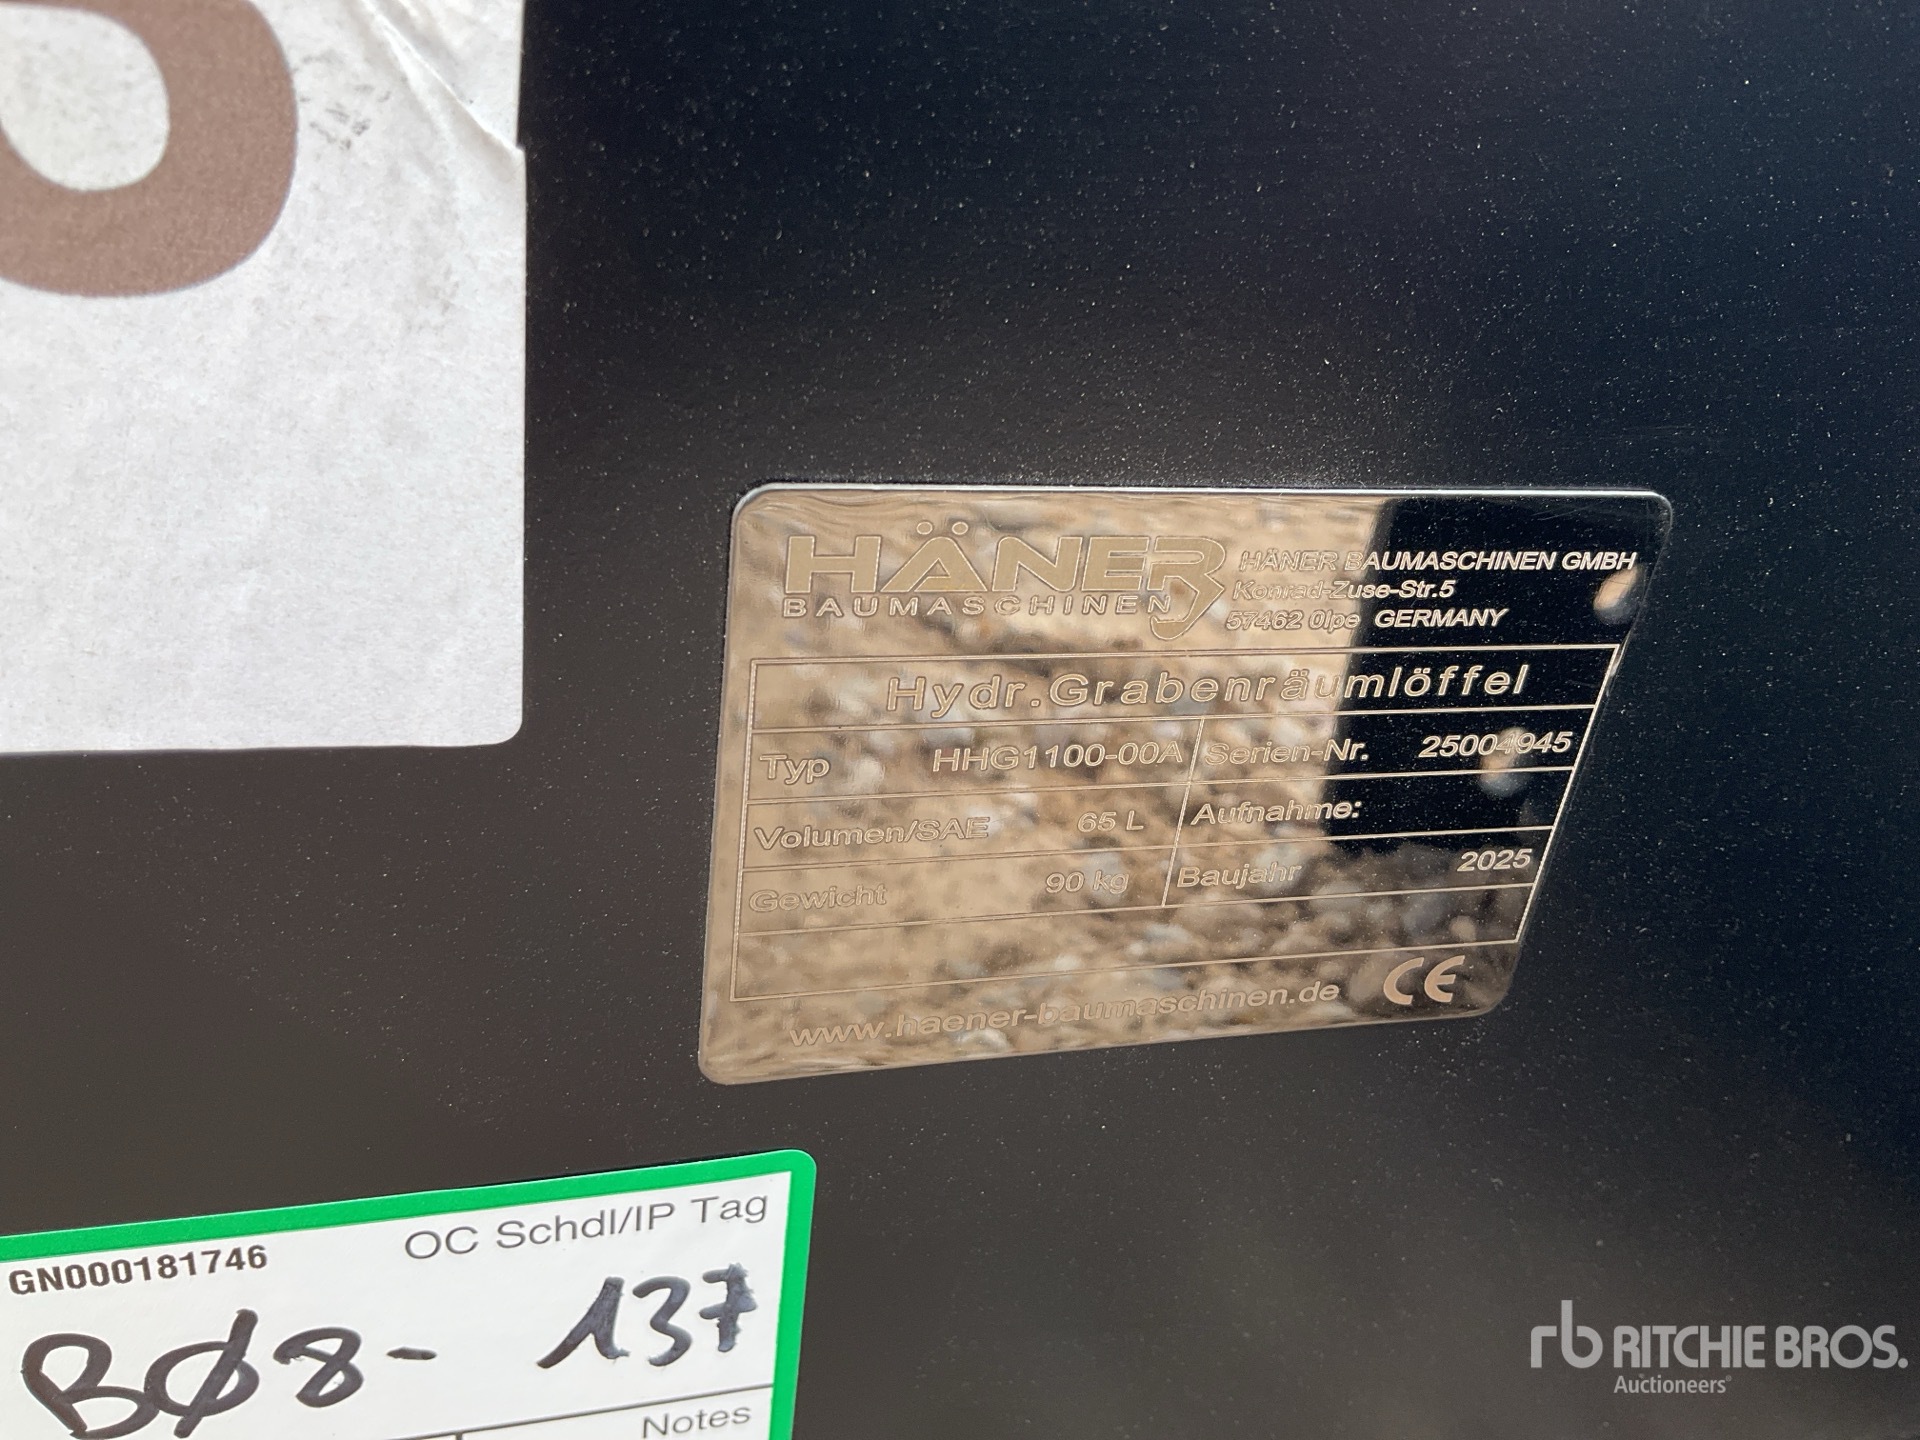 HÄNER
BAUMASCHINEN
HÄNER BAUMASCHINEN GMBH
Konrad-Zuse-Str.5
57462 Olpe GERMANY
Hydr.Grabenräumlöffel
Typ HHG1100-00A Serien-Nr. 25004945
Volumen/SAE 65 L Aufnahme:
Gewicht 90 kg Baujahr 2025
www.haener-baumaschinen.de CE
GN000181746 OC Schdl/IP Tag
BØ8- 137
Notes
rb RITCHIE BROS.
Auctioneers